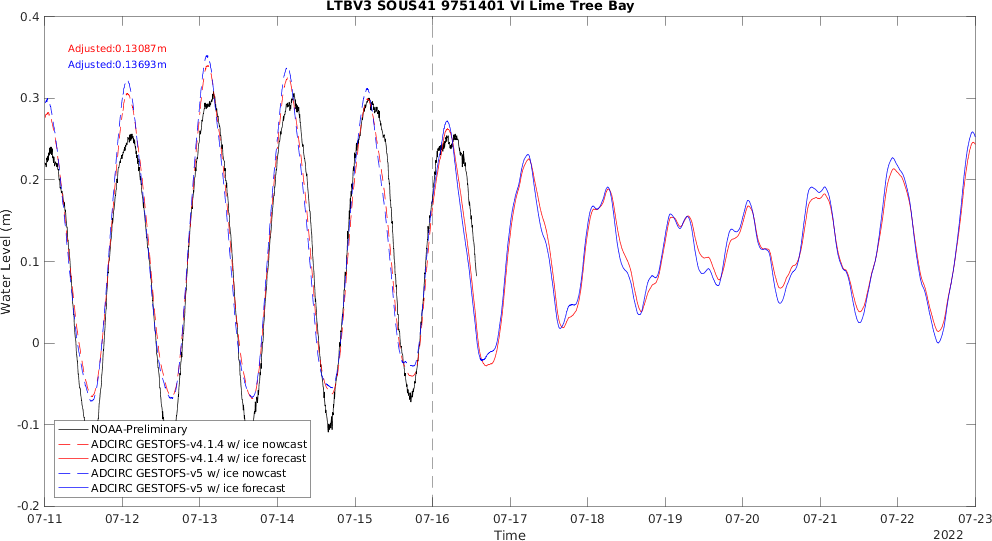 LTBV3 SOUS41 9751401 VI Lime Tree Bay
Adjusted:0.13087m
Adjusted:0.13693m
Water Level (m)
0.4
0.3
0.2
0.1
0
-0.1
-0.2
NOAA-Preliminary
ADCIRC GESTOFS-v4.1.4 w/ ice nowcast
ADCIRC GESTOFS-v4.1.4 w/ ice forecast
ADCIRC GESTOFS-v5 w/ ice nowcast
ADCIRC GESTOFS-v5 w/ ice forecast
07-11 07-12 07-13 07-14 07-15 07-16 07-17 07-18 07-19 07-20 07-21 07-22 07-23
Time
2022